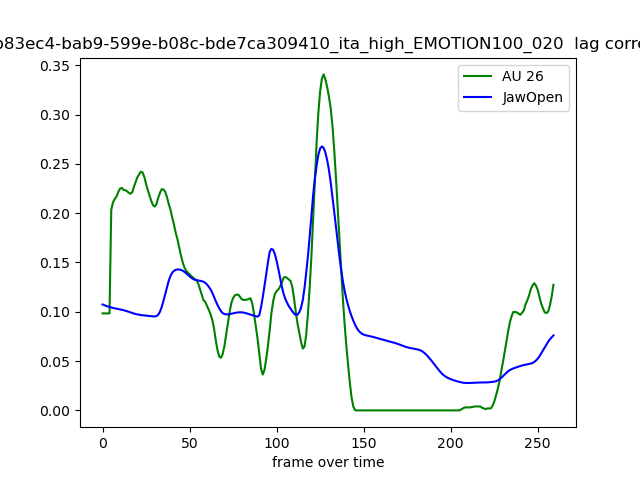 b83ec4-bab9-599e-b08c-bde7ca309410_ita_high_EMOTION100_020 lag corre
AU 26
JawOpen
0.35
0.30
0.25
0.20
0.15
0.10
0.05
0.00
0 50 100 150 200 250
frame over time